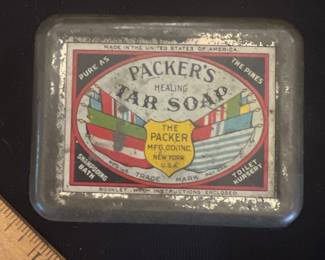 MADE IN THE UNITED STATES OF AMERICA
PURE AS
THE PINES
PACKER'S
HEALING
TAR SOAP
THE
PACKER
MFG.CO.INC.
NEW YORK
U.S.A.
TRADE MARK
SHAMPOOING
BATH
TOILET
NURSERY
BOOKLET WITH INSTRUCTIONS ENCLOSED